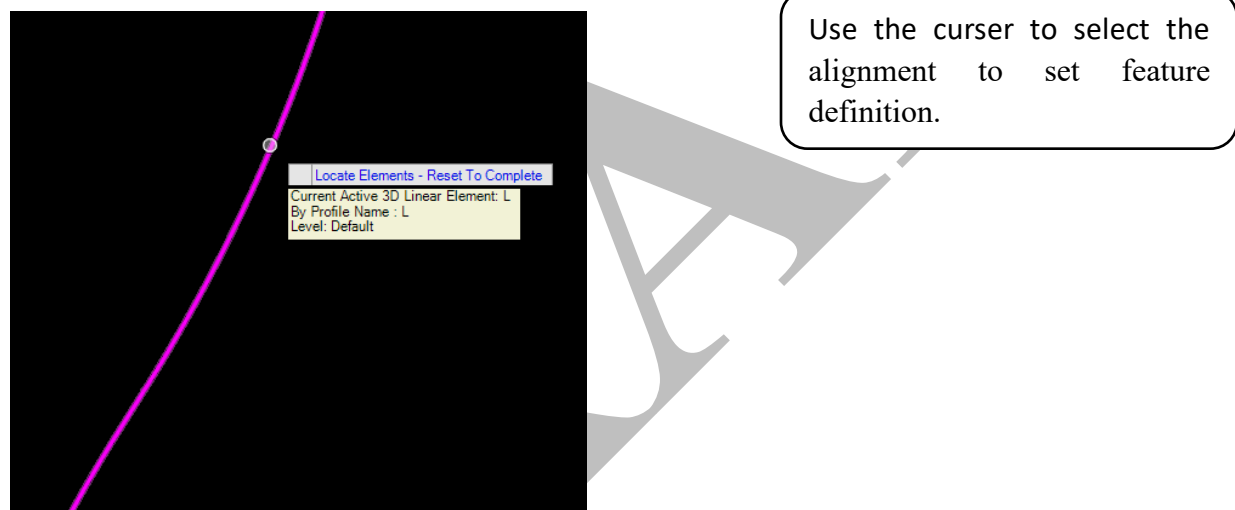 Use the curser to select the
alignment to set feature
definition.
Locate Elements - Reset To Complete
Current Active 3D Linear Element: L
By Profile Name : L
Level: Default
A